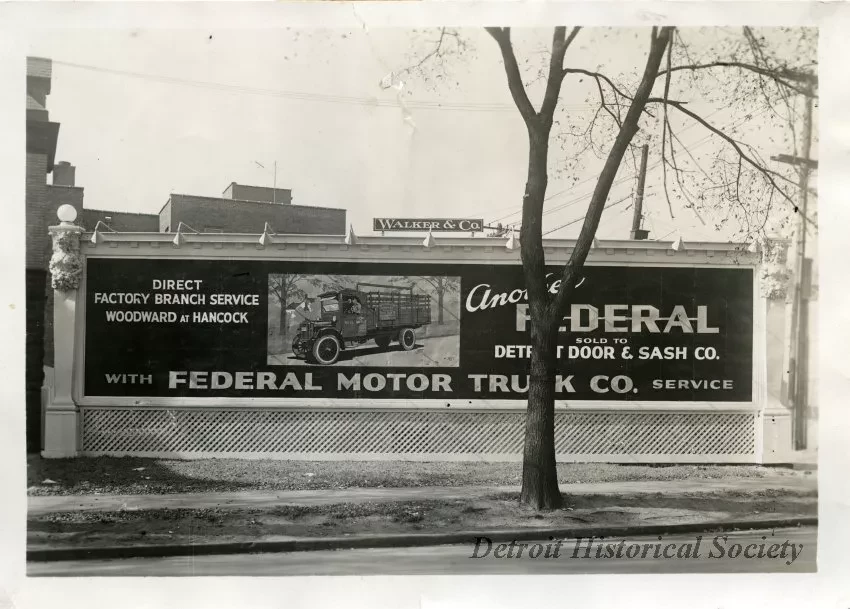 WALKER & CO.
DIRECT
FACTORY BRANCH SERVICE
WOODWARD AT HANCOCK
Another
FEDERAL
SOLD TO
DETROIT DOOR & SASH CO.
WITH FEDERAL MOTOR TRUCK CO. SERVICE
Detroit Historical Society